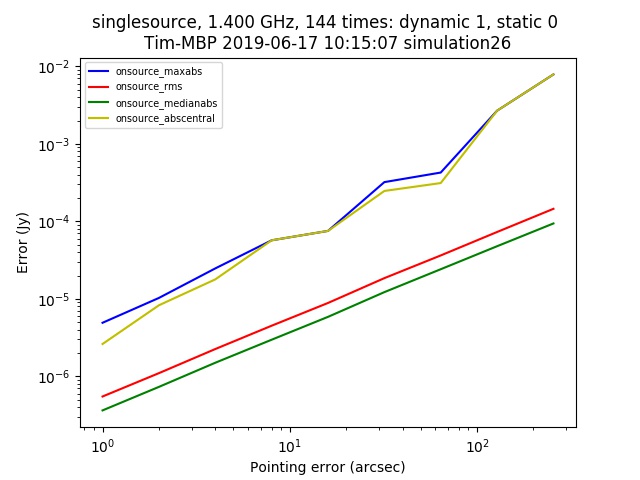 singlesource, 1.400 GHz, 144 times: dynamic 1, static 0
Tim-MBP 2019-06-17 10:15:07 simulation26
onsource_maxabs
onsource_rms
onsource_medianabs
onsource_abscentral
Error (Jy)
10⁻²
10⁻³
10⁻⁴
10⁻⁵
10⁻⁶
10⁰ 10¹ 10²
Pointing error (arcsec)